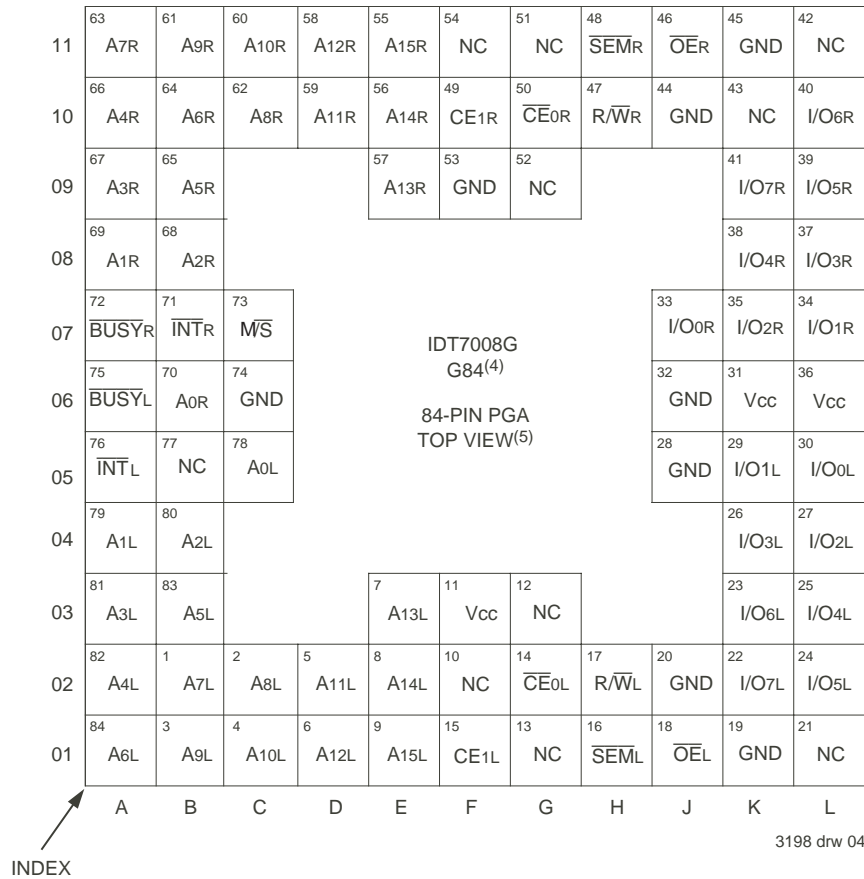 63 61 60 58 55 54 51 48 46 45 42
11 A7R A9R A10R A12R A15R NC NC SEMR OER GND NC
66 64 62 59 56 49 50 47 44 43 40
10 A4R A6R A8R A11R A14R CE1R CE0R R/WR GND NC I/O6R
67 65 57 53 52 41 39
09 A3R A5R A13R GND NC I/O7R I/O5R
69 68 38 37
08 A1R A2R I/O4R I/O3R
72 71 73 33 35 34
07 BUSYR INTR M/S I/O0R I/O2R I/O1R
IDT7008G
G84(4)
75 70 74 32 31 36
06 BUSYL A0R GND GND Vcc Vcc
84-PIN PGA
TOP VIEW(5)
76 77 78 28 29 30
05 INTL NC A0L GND I/O1L I/O0L
79 80 26 27
04 A1L A2L I/O3L I/O2L
81 83 7 11 12 23 25
03 A3L A5L A13L Vcc NC I/O6L I/O4L
82 1 2 5 8 10 14 17 20 22 24
02 A4L A7L A8L A11L A14L NC CE0L R/WL GND I/O7L I/O5L
84 3 4 6 9 15 13 16 18 19 21
01 A6L A9L A10L A12L A15L CE1L NC SEML OEL GND NC
A B C D E F G H J K L
3198 drw 04
INDEX